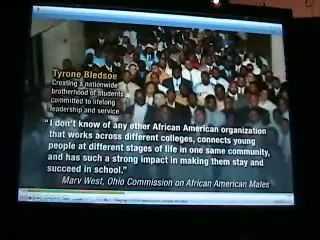 Tyrone Bledsoe
Creating a nationwide
brotherhood of students
committed to lifelong
leadership and service
“I don't know of any other African American organization
that works across different colleges, connects young
people at different stages of life in one same community,
and has such a strong impact in making them stay and
succeed in school.”
Marv West, Ohio Commission on African American Males